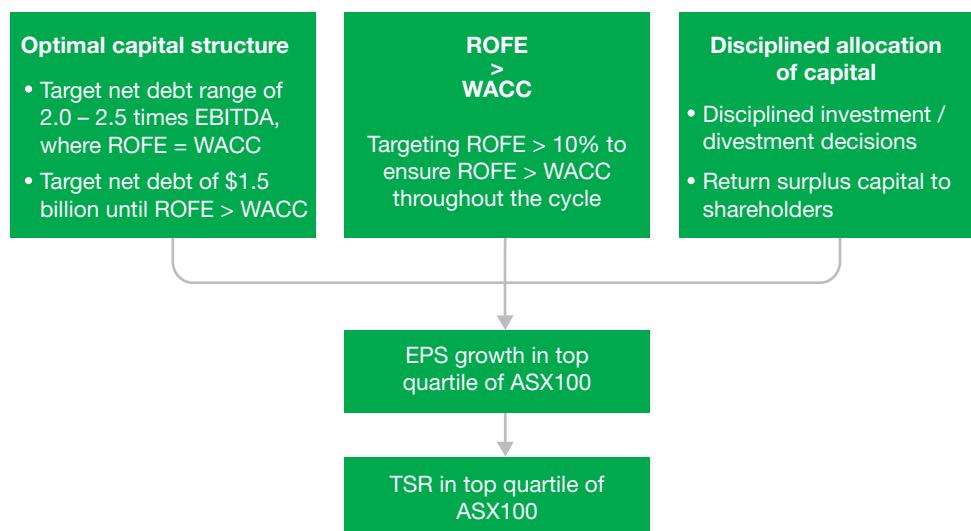 Optimal capital structure
• Target net debt range of
2.0 – 2.5 times EBITDA,
where ROFE = WACC
• Target net debt of $1.5
billion until ROFE > WACC
ROFE
>
WACC
Targeting ROFE > 10% to
ensure ROFE > WACC
throughout the cycle
Disciplined allocation
of capital
• Disciplined investment /
divestment decisions
• Return surplus capital to
shareholders
EPS growth in top
quartile of ASX100
TSR in top quartile of
ASX100